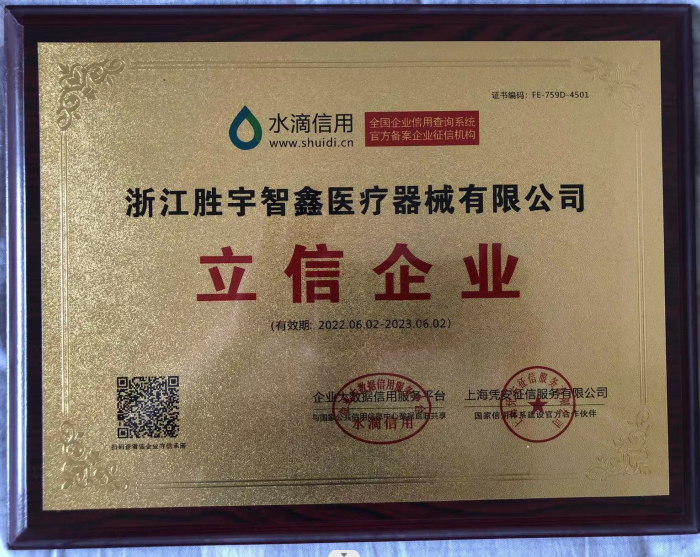 证书编码：FE-759D-4501
水滴信用
www.shuidi.cn
全国企业信用查询系统
官方备案企业征信机构
浙江胜宇智鑫医疗器械有限公司
立信企业
(有效期: 2022.06.02-2023.06.02)
企业大数据信用服务平台
上海凭安征信服务有限公司
国家信用体系建设官方合作伙伴
水滴信用